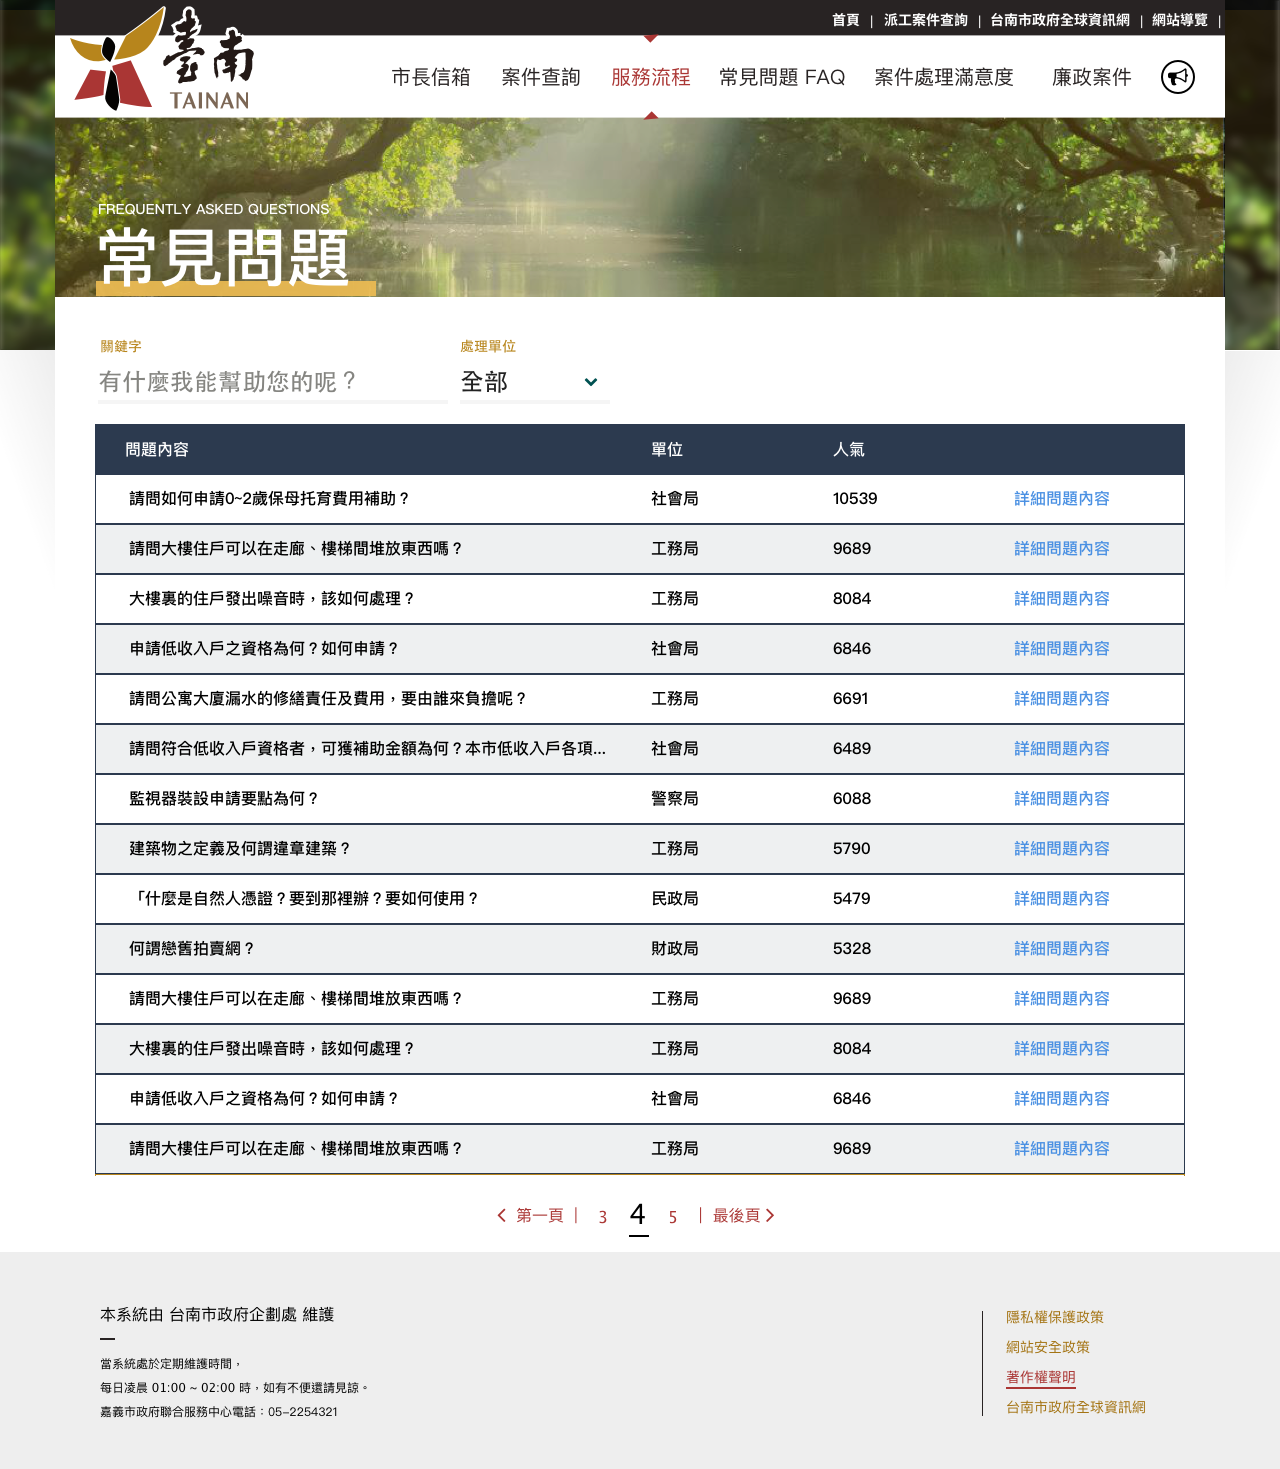 首頁 | 派工案件查詢 | 台南市政府全球資訊網 | 網站導覽 |
臺南
TAINAN
市長信箱 案件查詢 服務流程 常見問題 FAQ 案件處理滿意度 廉政案件
FREQUENTLY ASKED QUESTIONS
常見問題
關鍵字 處理單位
有什麼我能幫助您的呢？ 全部
問題內容 單位 人氣
請問如何申請0~2歲保母托育費用補助？ 社會局 10539 詳細問題內容
請問大樓住戶可以在走廊、樓梯間堆放東西嗎？ 工務局 9689 詳細問題內容
大樓裏的住戶發出噪音時，該如何處理？ 工務局 8084 詳細問題內容
申請低收入戶之資格為何？如何申請？ 社會局 6846 詳細問題內容
請問公寓大廈漏水的修繕責任及費用，要由誰來負擔呢？ 工務局 6691 詳細問題內容
請問符合低收入戶資格者，可獲補助金額為何？本市低收入戶各項... 社會局 6489 詳細問題內容
監視器裝設申請要點為何？ 警察局 6088 詳細問題內容
建築物之定義及何謂違章建築？ 工務局 5790 詳細問題內容
「什麼是自然人憑證？要到那裡辦？要如何使用？ 民政局 5479 詳細問題內容
何謂戀舊拍賣網？ 財政局 5328 詳細問題內容
請問大樓住戶可以在走廊、樓梯間堆放東西嗎？ 工務局 9689 詳細問題內容
大樓裏的住戶發出噪音時，該如何處理？ 工務局 8084 詳細問題內容
申請低收入戶之資格為何？如何申請？ 社會局 6846 詳細問題內容
請問大樓住戶可以在走廊、樓梯間堆放東西嗎？ 工務局 9689 詳細問題內容
第一頁 | 3 4 5 | 最後頁
本系統由 台南市政府企劃處 維護
當系統處於定期維護時間，
每日凌晨 01:00 ~ 02:00 時，如有不便還請見諒。
嘉義市政府聯合服務中心電話：05-2254321
隱私權保護政策
網站安全政策
著作權聲明
台南市政府全球資訊網